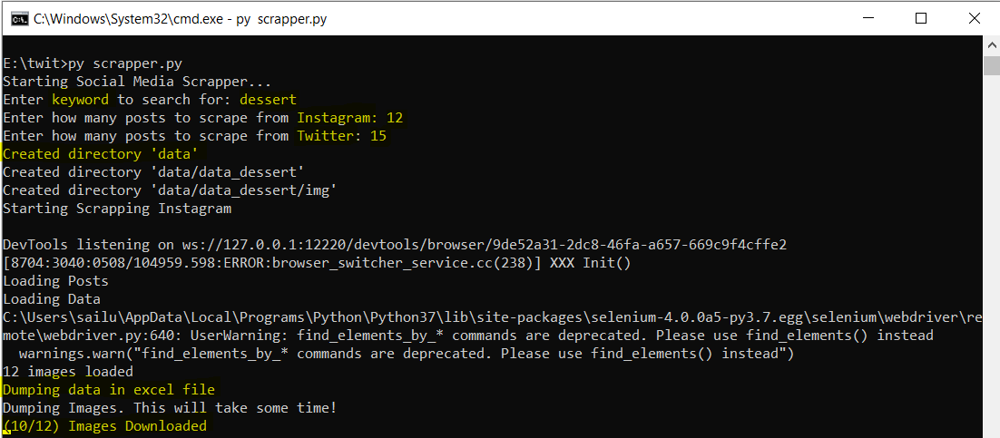 C:\Windows\System32\cmd.exe - py  scrapper.py
E:\twit>py scrapper.py
Starting Social Media Scrapper...
Enter keyword to search for: dessert
Enter how many posts to scrape from Instagram: 12
Enter how many posts to scrape from Twitter: 15
Created directory 'data'
Created directory 'data/data_dessert'
Created directory 'data/data_dessert/img'
Starting Scrapping Instagram
DevTools listening on ws://127.0.0.1:12220/devtools/browser/9de52a31-2dc8-46fa-a657-669c9f4cffe2
[8704:3040:0508/104959.598:ERROR:browser_switcher_service.cc(238)] XXX Init()
Loading Posts
Loading Data
C:\Users\sailu\AppData\Local\Programs\Python\Python37\lib\site-packages\selenium-4.0.0a5-py3.7.egg\selenium\webdriver\re
mote\webdriver.py:640: UserWarning: find_elements_by_* commands are deprecated. Please use find_elements() instead
  warnings.warn("find_elements_by_* commands are deprecated. Please use find_elements() instead")
12 images loaded
Dumping data in excel file
Dumping Images. This will take some time!
(10/12) Images Downloaded